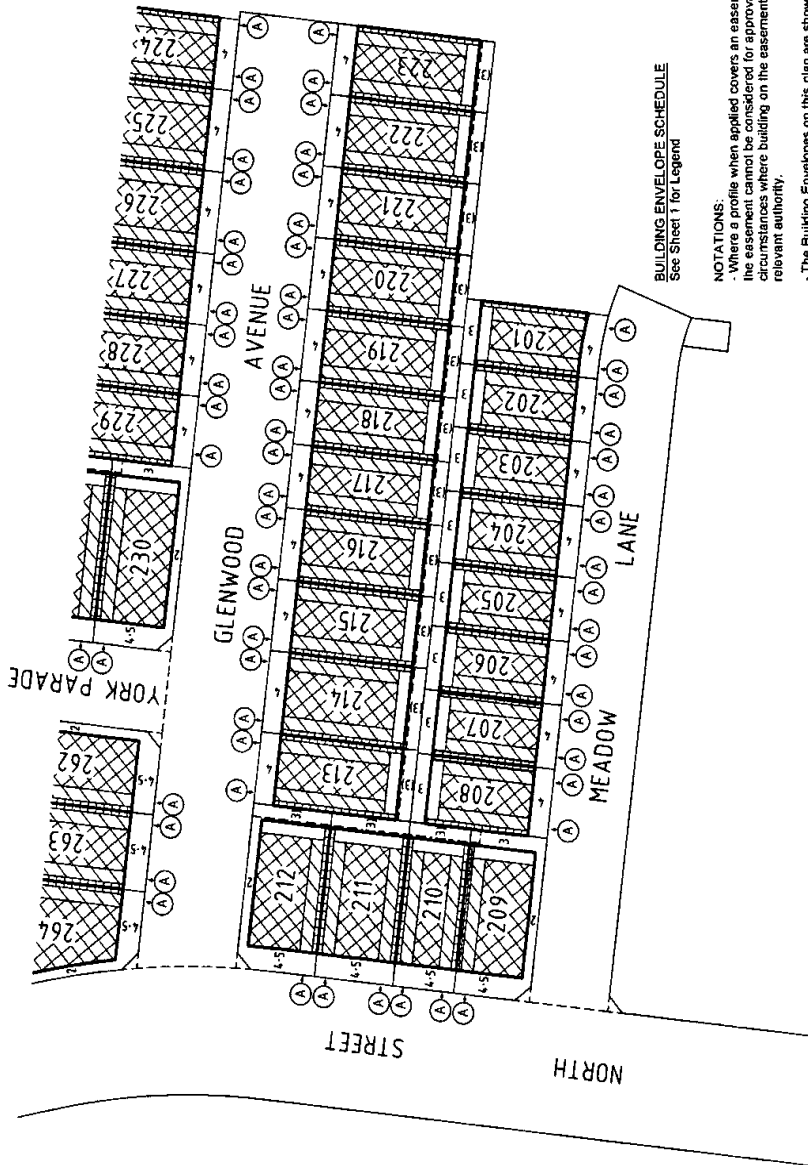 224
225
226
227
228
229
230
YORK PARADE
262
263
264
GLENWOOD AVENUE
223
222
221
220
219
218
217
216
215
214
213
212
211
210
209
201
202
203
204
205
206
207
208
MEADOW LANE
NORTH STREET
BUILDING ENVELOPE SCHEDULE
See Sheet 1 for Legend
NOTATIONS:
- Where a profile when applied covers an easem
the easement cannot be considered for approva
circumstances where building on the easement
relevant authority.
- The Building Envelopes on this plan are show